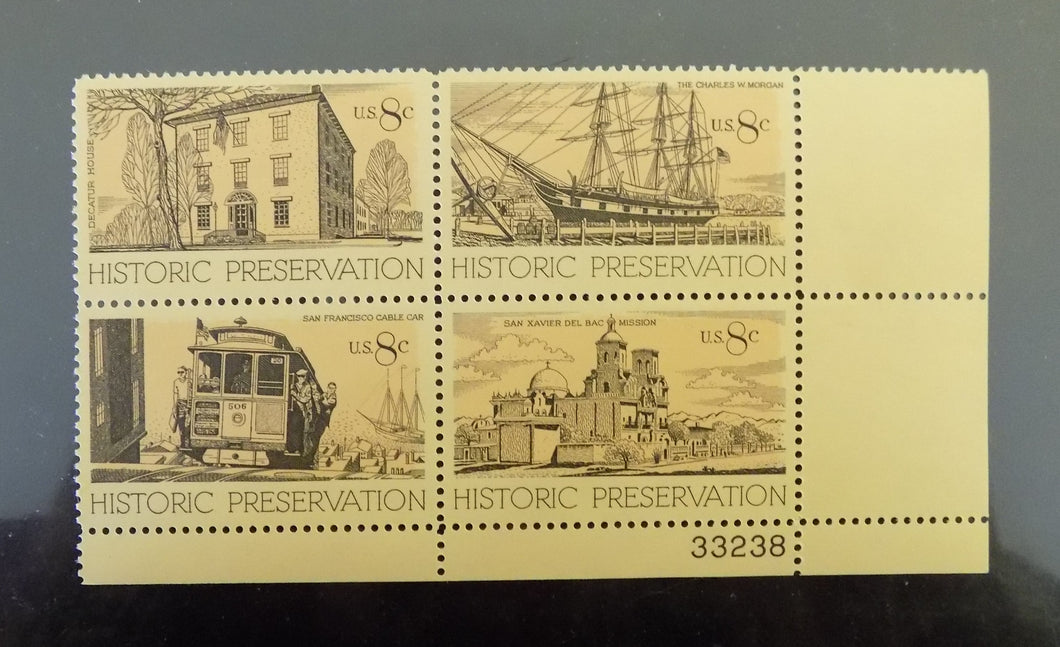 DECATUR HOUSE
U.S. 8c
HISTORIC PRESERVATION
THE CHARLES W. MORGAN
U.S. 8c
HISTORIC PRESERVATION
SAN FRANCISCO CABLE CAR
U.S. 8c
506
HISTORIC PRESERVATION
SAN XAVIER DEL BAC MISSION
U.S. 8c
HISTORIC PRESERVATION
33238